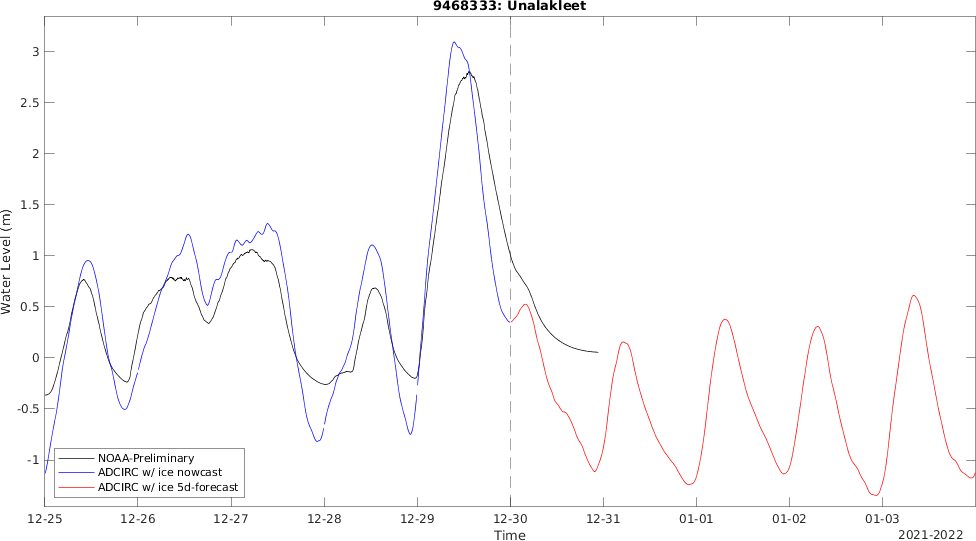 9468333: Unalakleet
Water Level (m)
3
2.5
2
1.5
1
0.5
0
-0.5
-1
NOAA-Preliminary
ADCIRC w/ ice nowcast
ADCIRC w/ ice 5d-forecast
12-25 12-26 12-27 12-28 12-29 12-30 12-31 01-01 01-02 01-03
Time
2021-2022